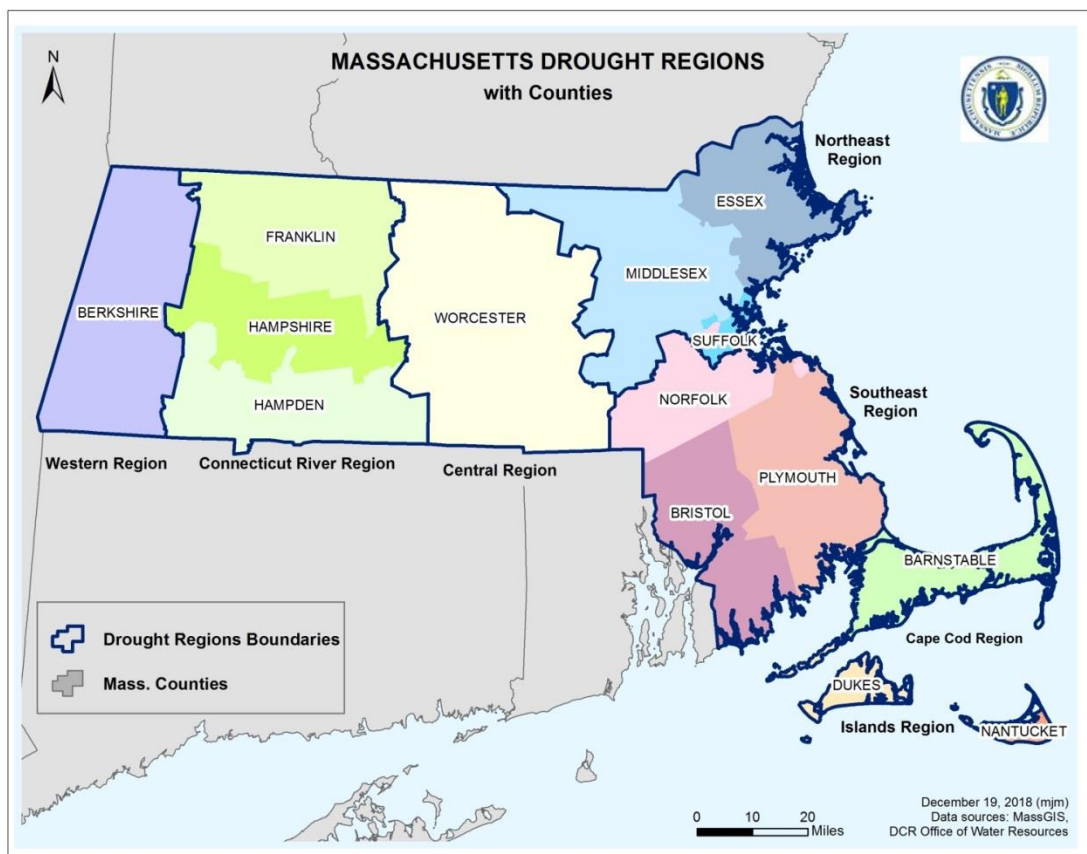 MASSACHUSETTS DROUGHT REGIONS
with Counties
N
Northeast
Region
ESSEX
FRANKLIN
MIDDLESEX
BERKSHIRE
HAMPSHIRE
WORCESTER
SUFFOLK
HAMPDEN
NORFOLK
Southeast
Region
Western Region
Connecticut River Region
Central Region
PLYMOUTH
BRISTOL
BARNSTABLE
Cape Cod Region
Drought Regions Boundaries
Mass. Counties
DUKES
Islands Region
NANTUCKET
0 10 20
Miles
December 19, 2018 (mjm)
Data sources: MassGIS,
DCR Office of Water Resources